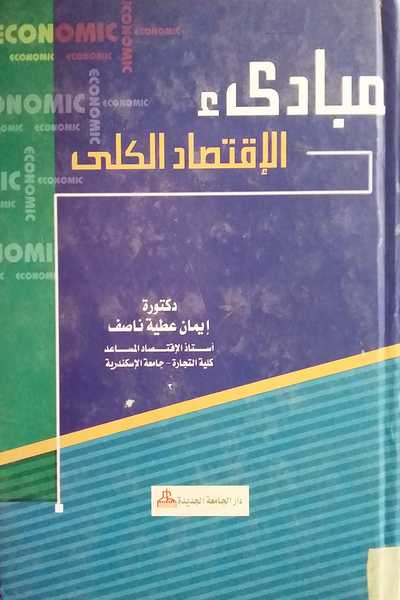 ECONOMIC
ECONOMIC
ECONOMIC
ECONOMIC
ECONOMIC
ECONOMIC
ECONOMIC
مبادىء
الإقتصاد الكلى
دكتورة
إيمان عطية ناصف
أستاذ الإقتصاد المساعد
كلية التجارة - جامعة الإسكندرية
دار الجامعة الجديدة